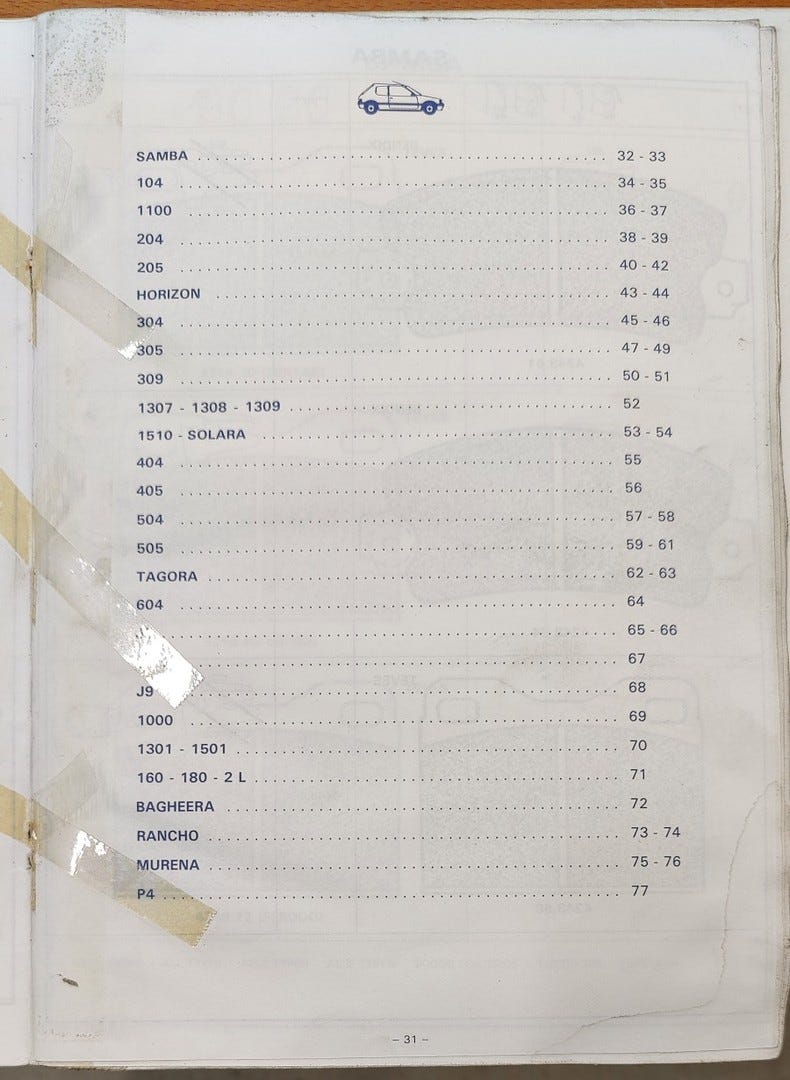 SAMBA ........................................ 32 - 33
104 ........................................ 34 - 35
1100 ........................................ 36 - 37
204 ........................................ 38 - 39
205 ........................................ 40 - 42
HORIZON ........................................ 43 - 44
304 ........................................ 45 - 46
305 ........................................ 47 - 49
309 ........................................ 50 - 51
1307 - 1308 - 1309 ........................................ 52
1510 - SOLARA ........................................ 53 - 54
404 ........................................ 55
405 ........................................ 56
504 ........................................ 57 - 58
505 ........................................ 59 - 61
TAGORA ........................................ 62 - 63
604 ........................................ 64
........................................ 65 - 66
........................................ 67
J9 ........................................ 68
1000 ........................................ 69
1301 - 1501 ........................................ 70
160 - 180 - 2 L ........................................ 71
BAGHEERA ........................................ 72
RANCHO ........................................ 73 - 74
MURENA ........................................ 75 - 76
P4 ........................................ 77
– 31 –